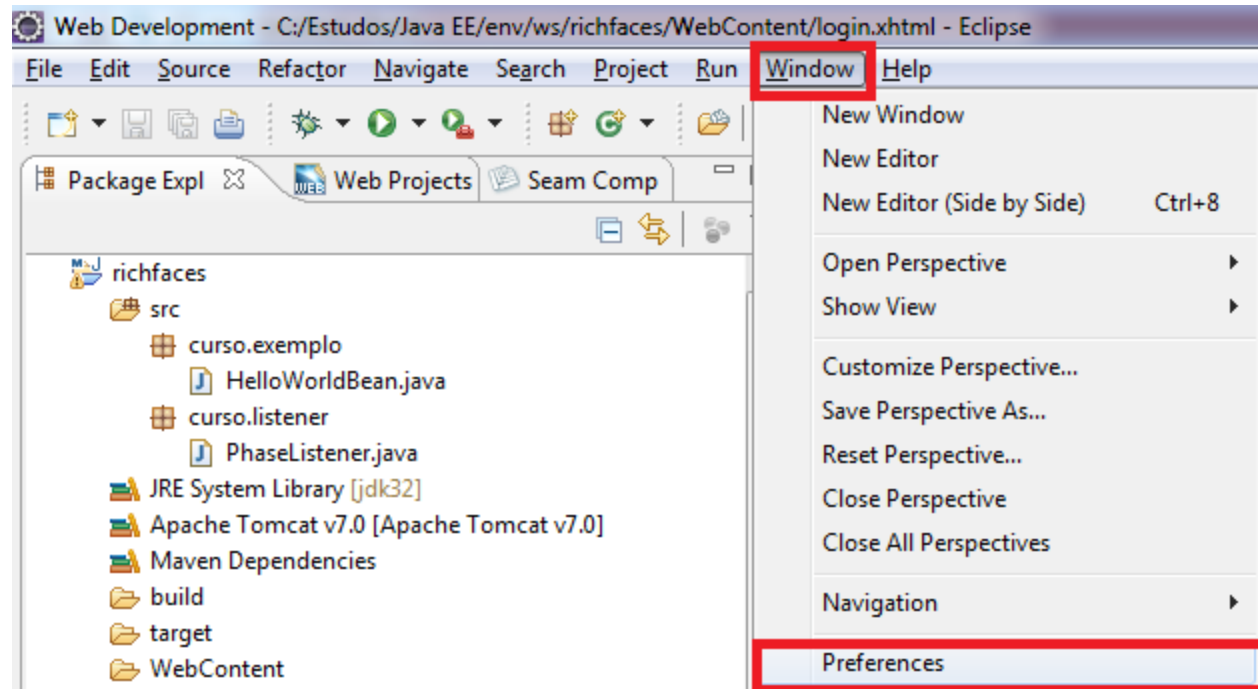 Web Development - C:/Estudos/Java EE/env/ws/richfaces/WebContent/login.xhtml - Eclipse
File Edit Source Refactor Navigate Search Project Run Window Help
Package Expl Web Projects Seam Comp
richfaces
src
curso.exemplo
HelloWorldBean.java
curso.listener
PhaseListener.java
JRE System Library [jdk32]
Apache Tomcat v7.0 [Apache Tomcat v7.0]
Maven Dependencies
build
target
WebContent
New Window
New Editor
New Editor (Side by Side) Ctrl+8
Open Perspective
Show View
Customize Perspective...
Save Perspective As...
Reset Perspective...
Close Perspective
Close All Perspectives
Navigation
Preferences